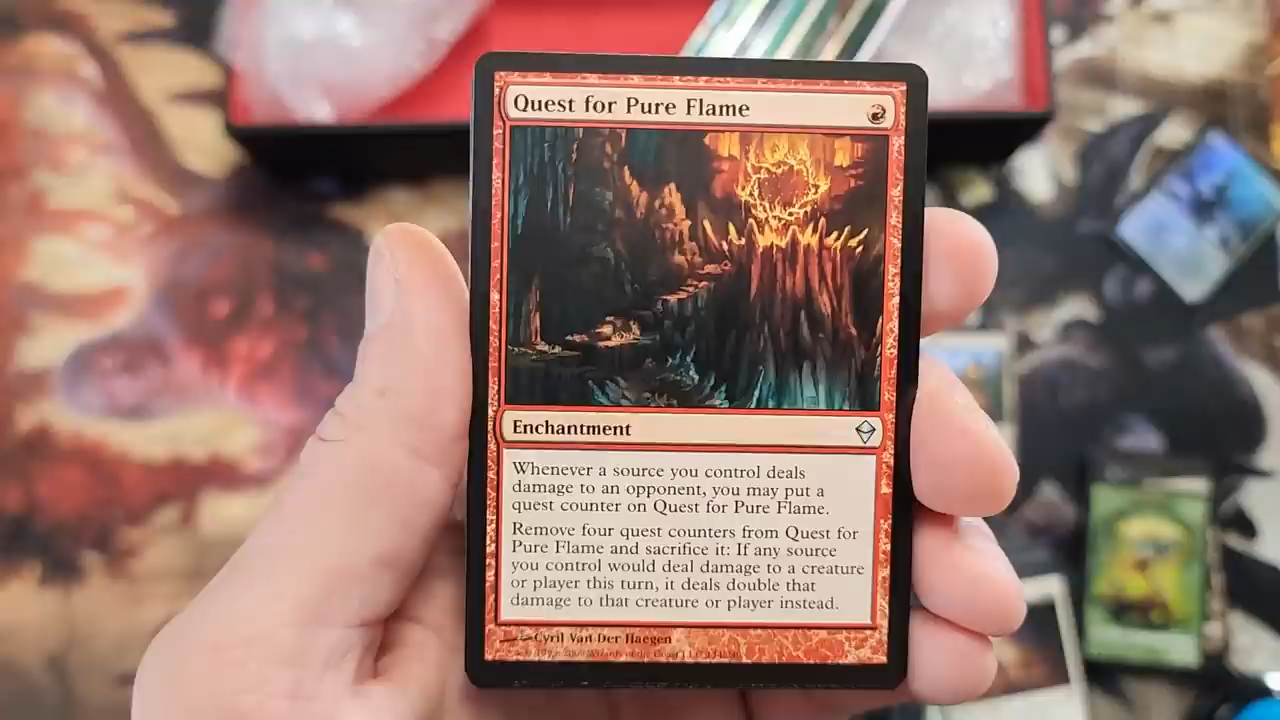 Quest for Pure Flame
Enchantment
Whenever a source you control deals
damage to an opponent, you may put a
quest counter on Quest for Pure Flame.
Remove four quest counters from Quest for
Pure Flame and sacrifice it: If any source
you control would deal damage to a creature
or player this turn, it deals double that
damage to that creature or player instead.
Cyril Van Der Haegen